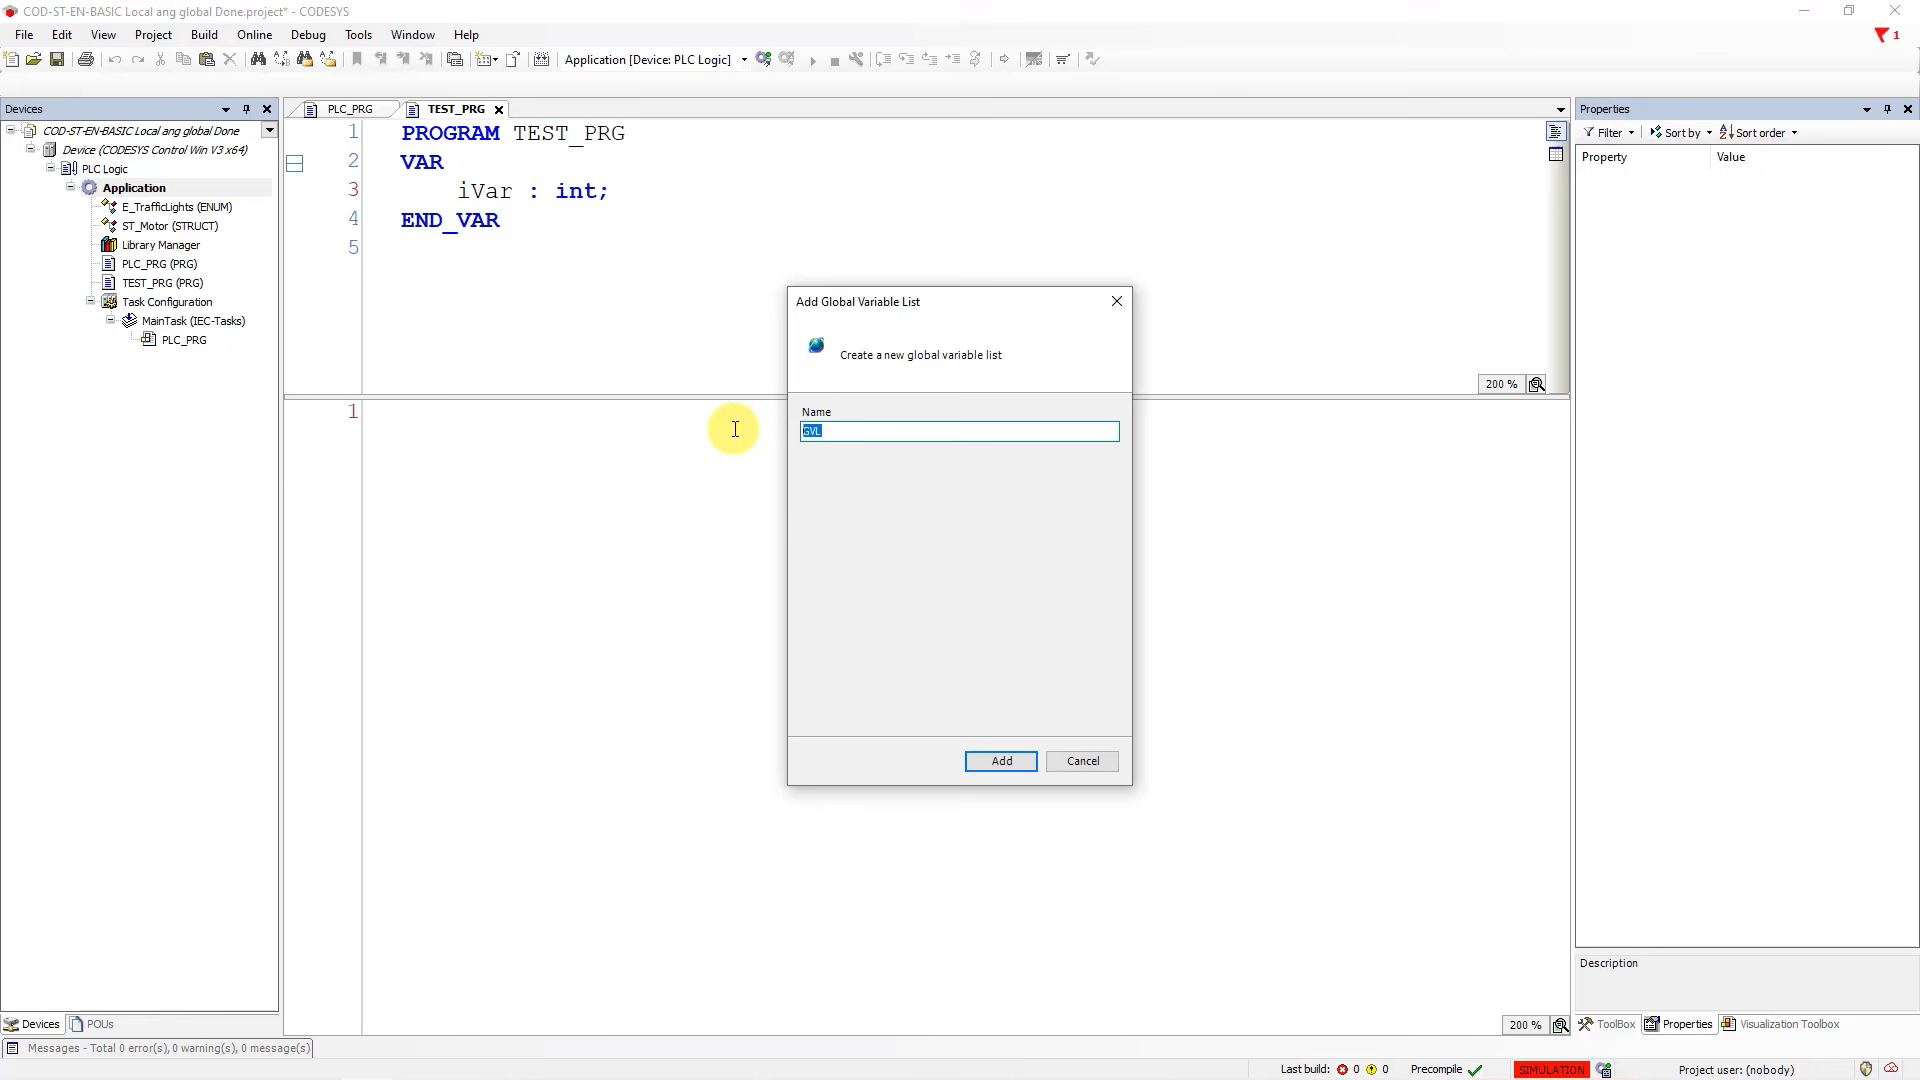 COD-ST-EN-BASIC Local ang global Done.project* - CODESYS
File Edit View Project Build Online Debug Tools Window Help
1
Application [Device: PLC Logic]
Devices
COD-ST-EN-BASIC Local ang global Done
Device (CODESYS Control Win V3 x64)
PLC Logic
Application
E_TrafficLights (ENUM)
ST_Motor (STRUCT)
Library Manager
PLC_PRG (PRG)
TEST_PRG (PRG)
Task Configuration
MainTask (IEC-Tasks)
PLC_PRG
Devices POUs
PLC_PRG TEST_PRG
1 PROGRAM TEST_PRG
2 VAR
3 iVar : int;
4 END_VAR
5
200 %
1
200 %
Add Global Variable List
Create a new global variable list
Name
GVL
Add Cancel
Properties
Filter Sort by Sort order
Property Value
Description
ToolBox Properties Visualization Toolbox
Messages - Total 0 error(s), 0 warning(s), 0 message(s)
Last build: 0 0 Precompile SIMULATION Project user: (nobody)